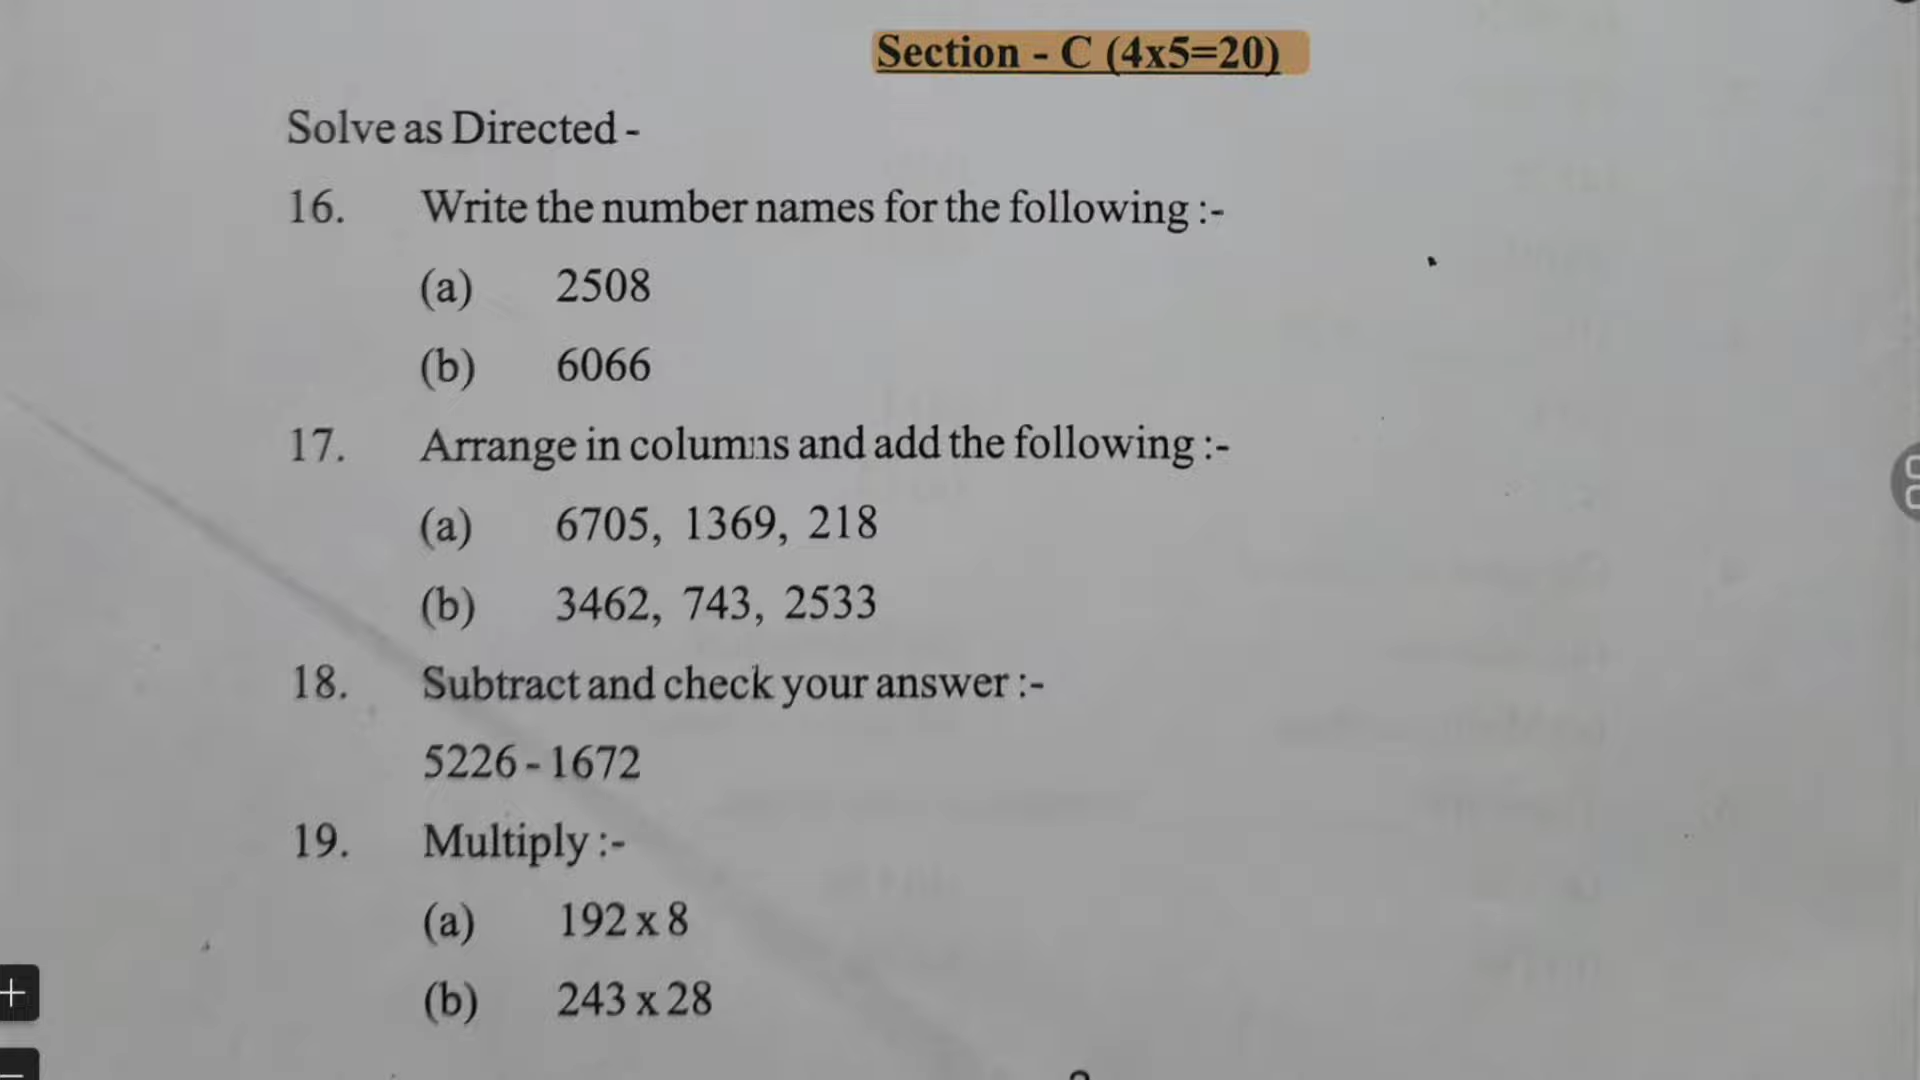 Section - C (4x5=20)
Solve as Directed -
16. Write the number names for the following :-
(a) 2508
(b) 6066
17. Arrange in columns and add the following :-
(a) 6705, 1369, 218
(b) 3462, 743, 2533
18. Subtract and check your answer :-
5226 - 1672
19. Multiply :-
(a) 192 x 8
(b) 243 x 28